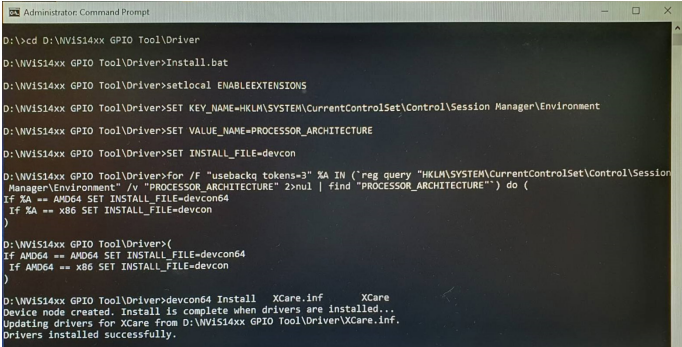 Administrator: Command Prompt
D:\>cd D:\NViS14xx GPIO Tool\Driver
D:\NViS14xx GPIO Tool\Driver>Install.bat
D:\NViS14xx GPIO Tool\Driver>setlocal ENABLEEXTENSIONS
D:\NViS14xx GPIO Tool\Driver>SET KEY_NAME=HKLM\SYSTEM\CurrentControlSet\Control\Session Manager\Environment
D:\NViS14xx GPIO Tool\Driver>SET VALUE_NAME=PROCESSOR_ARCHITECTURE
D:\NViS14xx GPIO Tool\Driver>SET INSTALL_FILE=devcon
D:\NViS14xx GPIO Tool\Driver>for /F "usebackq tokens=3" %A IN (`reg query "HKLM\SYSTEM\CurrentControlSet\Control\Session
 Manager\Environment" /v "PROCESSOR_ARCHITECTURE" 2>nul | find "PROCESSOR_ARCHITECTURE"`) do (
If %A == AMD64 SET INSTALL_FILE=devcon64
 If %A == x86 SET INSTALL_FILE=devcon
)
D:\NViS14xx GPIO Tool\Driver>(
If AMD64 == AMD64 SET INSTALL_FILE=devcon64
 If AMD64 == x86 SET INSTALL_FILE=devcon
)
D:\NViS14xx GPIO Tool\Driver>devcon64 Install   XCare.inf       XCare
Device node created. Install is complete when drivers are installed...
Updating drivers for XCare from D:\NViS14xx GPIO Tool\Driver\XCare.inf.
Drivers installed successfully.